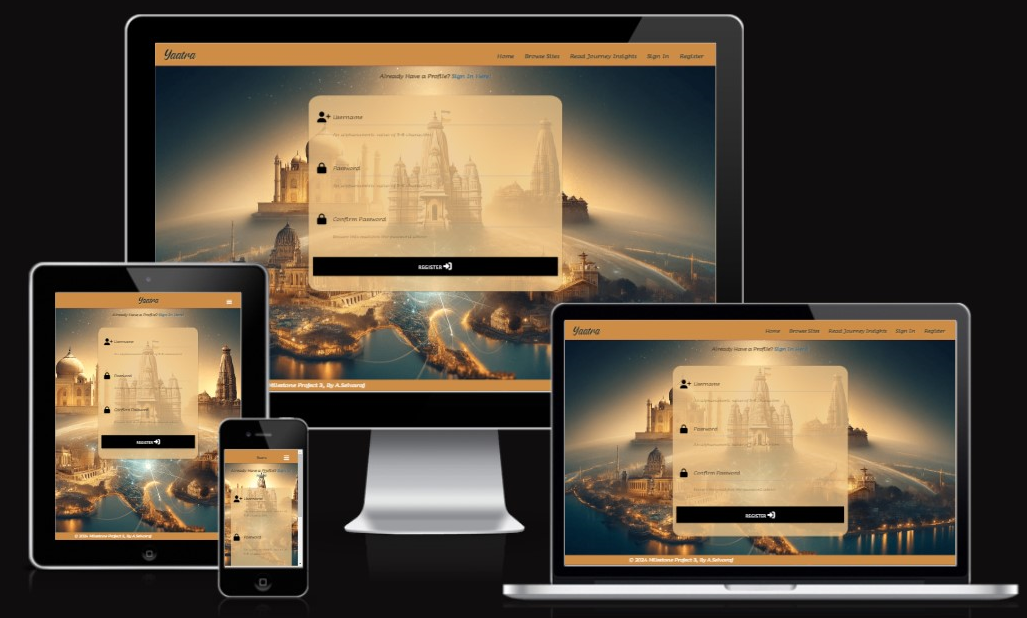 Yaatra
Home Browse Sites Read Journey Insights Sign In Register
Already Have a Profile? Sign In Here!
Username
Password
Confirm Password
REGISTER
Milestone Project 3, By A.Selvaraj
Yaatra
Already Have a Profile? Sign In Here!
Username
Password
Confirm Password
REGISTER
© 2024 Milestone Project 3, By A.Selvaraj
Yaatra
Already Have a Profile?
Username
Password
Yaatra
Home Browse Sites Read Journey Insights Sign In Register
Already Have a Profile? Sign In Here!
Username
Password
Confirm Password
REGISTER
© 2024 Milestone Project 3, By A.Selvaraj